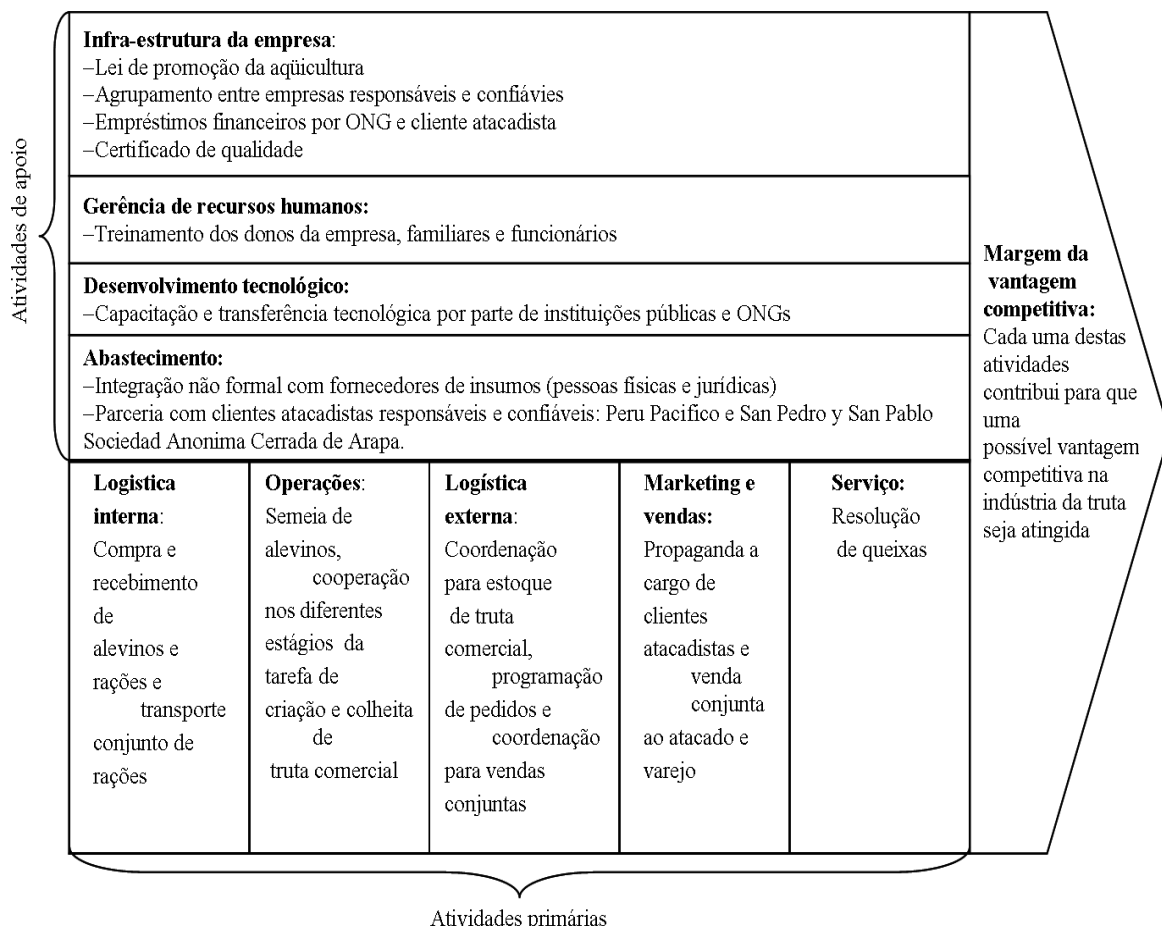 Infra-estrutura da empresa:
–Lei de promoção da aqüicultura
–Agrupamento entre empresas responsáveis e confiávies
–Empréstimos financeiros por ONG e cliente atacadista
–Certificado de qualidade
Atividades de apoio
Gerência de recursos humanos:
–Treinamento dos donos da empresa, familiares e funcionários
Desenvolvimento tecnológico:
–Capacitação e transferência tecnológica por parte de instituições públicas e ONGs
Abastecimento:
–Integração não formal com fornecedores de insumos (pessoas físicas e jurídicas)
–Parceria com clientes atacadistas responsáveis e confiáveis: Peru Pacifico e San Pedro y San Pablo
Sociedad Anonima Cerrada de Arapa.
Logistica
interna:
Compra e
recebimento
de
alevinos e
rações e
transporte
conjunto de
rações
Operações:
Semeia de
alevinos,
cooperação
nos diferentes
estágios da
tarefa de
criação e colheita
de
truta comercial
Logística
externa:
Coordenação
para estoque
de truta
comercial,
programação
de pedidos e
coordenação
para vendas
conjuntas
Marketing e
vendas:
Propaganda a
cargo de
clientes
atacadistas e
venda
conjunta
ao atacado e
varejo
Serviço:
Resolução
de queixas
Margem da
vantagem
competitiva:
Cada uma destas
atividades
contribui para que
uma
possível vantagem
competitiva na
indústria da truta
seja atingida
Atividades primárias